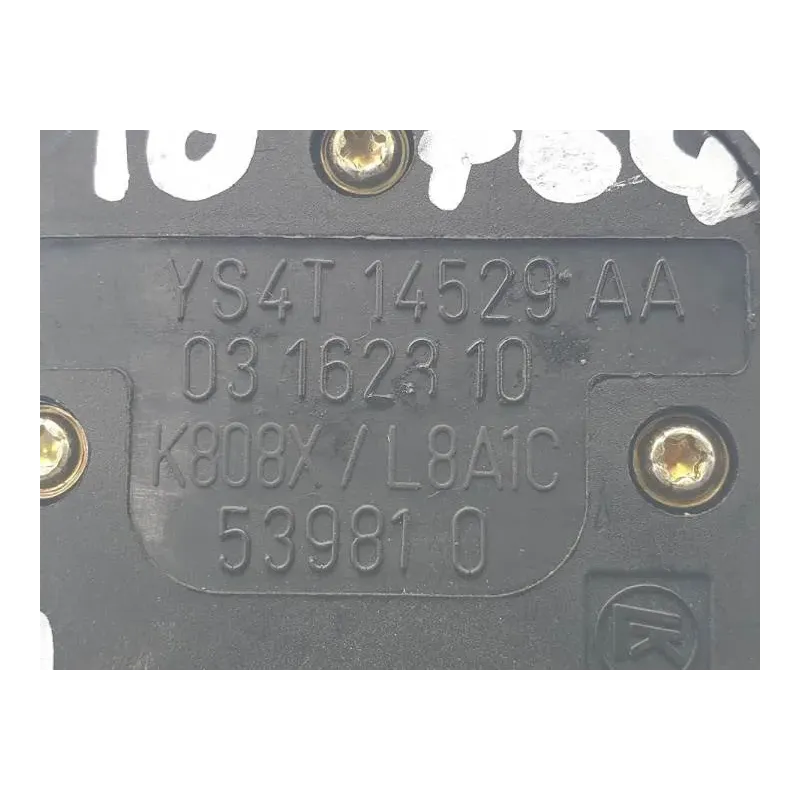 YS4T 14529 AA
03 1623 10
K808X / L8A1C
53981 0